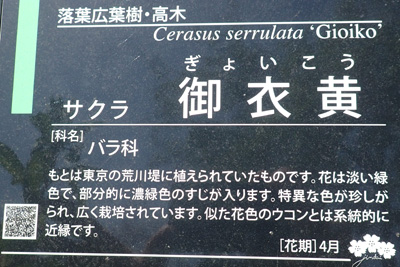 落葉広葉樹・高木
Cerasus serrulata ‘Gioiko’
ぎょいこう
サクラ 御衣黄
[科名] バラ科
もとは東京の荒川堤に植えられていたものです。花は淡い緑
色で、部分的に濃緑色のすじが入ります。特異な色が珍しが
られ、広く栽培されています。似た花色のウコンとは系統的に
近縁です。
[花期]4月